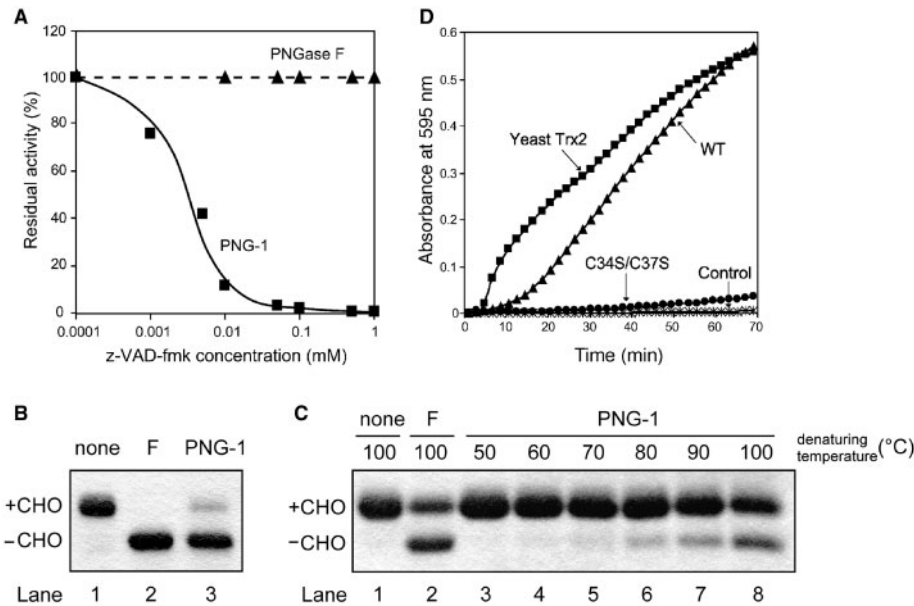 A
120
100
80
60
40
20
0
Residual activity (%)
PNGase F
PNG-1
0.0001 0.001 0.01 0.1 1
z-VAD-fmk concentration (mM)
D
0.6
0.5
0.4
0.3
0.2
0.1
0
Absorbance at 595 nm
Yeast Trx2
WT
C34S/C37S
Control
0 10 20 30 40 50 60 70
Time (min)
B
none F PNG-1
+CHO
−CHO
Lane 1 2 3
C
none F PNG-1
100 100 50 60 70 80 90 100
denaturing
temperature (°C)
+CHO
−CHO
Lane 1 2 3 4 5 6 7 8